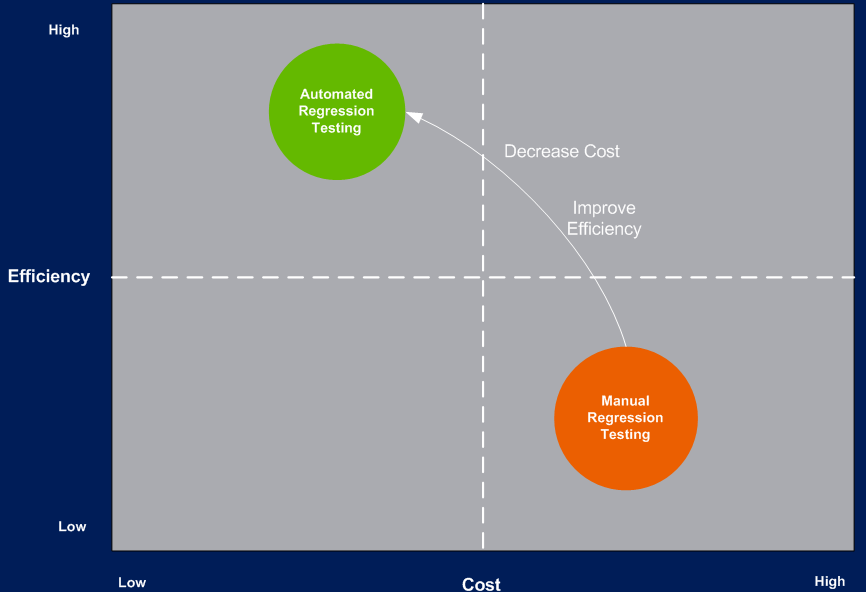 High
Automated
Regression
Testing
Decrease Cost
Improve
Efficiency
Efficiency
Manual
Regression
Testing
Low
Low
Cost
High